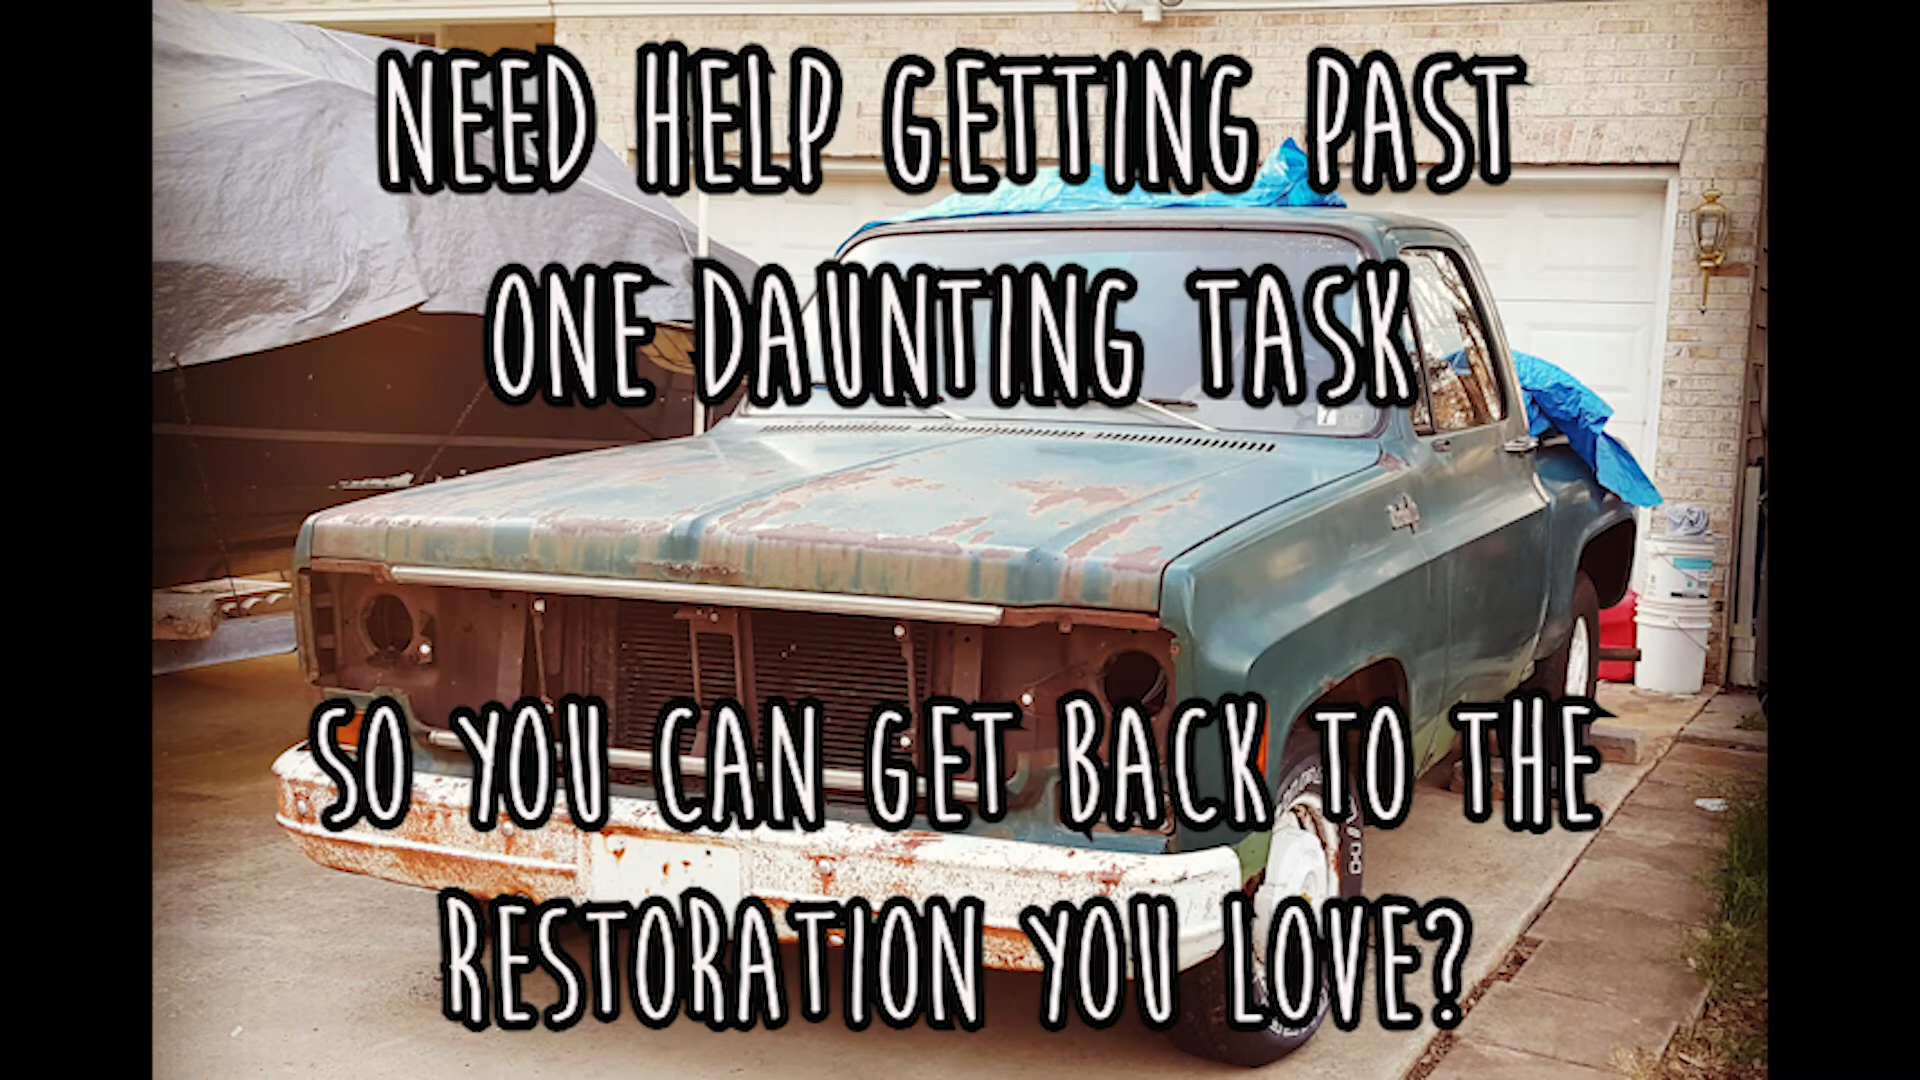 NEED HELP GETTING PAST
ONE DAUNTING TASK
SO YOU CAN GET BACK TO THE
RESTORATION YOU LOVE?